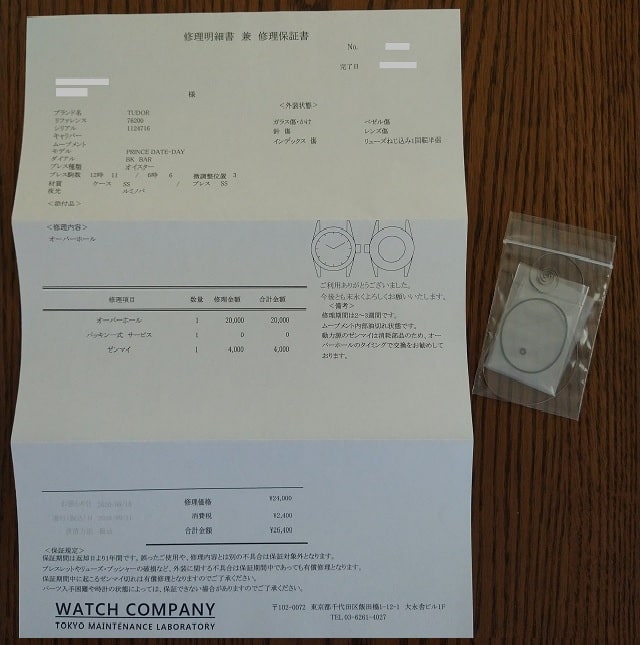 修理明細書 兼 修理保証書
No.
完了日
様
ブランド名 TUDOR
リファレンス 76200
シリアル 1124716
キャリバー
ムーブメント
モデル PRINCE DATE-DAY
ダイアル BK BAR
ブレス種類 オイスター
ブレス駒数 12時 11 / 6時 6 微調整位置 3
材質 ケース SS / ブレス SS
夜光 ルミノバ
＜添付品＞
＜外装状態＞
ガラス傷・かけ ベゼル傷
針 傷 レンズ傷
インデックス 傷 リューズねじ込み1回転半弱
＜修理内容＞
オーバーホール
修理項目 数量 修理金額 合計金額
オーバーホール 1 20,000 20,000
パッキン一式 サービス 1 0 0
ゼンマイ 1 4,000 4,000
ご利用ありがとうございました。
今後とも末永くよろしくお願いいたします。
＜備考＞
修理期間は2～3週間です。
ムーブメント内部油切れ状態です。
動力源のゼンマイは消耗部品のため、オー
バーホールのタイミングで交換をお勧めして
おります。
修理価格 ¥24,000
消費税 ¥2,400
合計金額 ¥26,400
＜保証規定＞
保証期間は返却日より1年間です。誤ったご使用や、修理内容とは別の不具合は保証対象外となります。
ブレスレットやリューズ・プッシャーの破損など、外装に関する不具合は保証期間中であっても有償修理となります。
保証期間中に起こるゼンマイ切れは有償修理となりますのでご了承ください。
パーツ入手困難や時計の状態によっては、保証できない場合がありますのでご了承ください。
WATCH COMPANY
TOKYO MAINTENANCE LABORATORY
〒102-0072 東京都千代田区飯田橋1-12-1 大永舎ビル1F
TEL.03-6261-4027